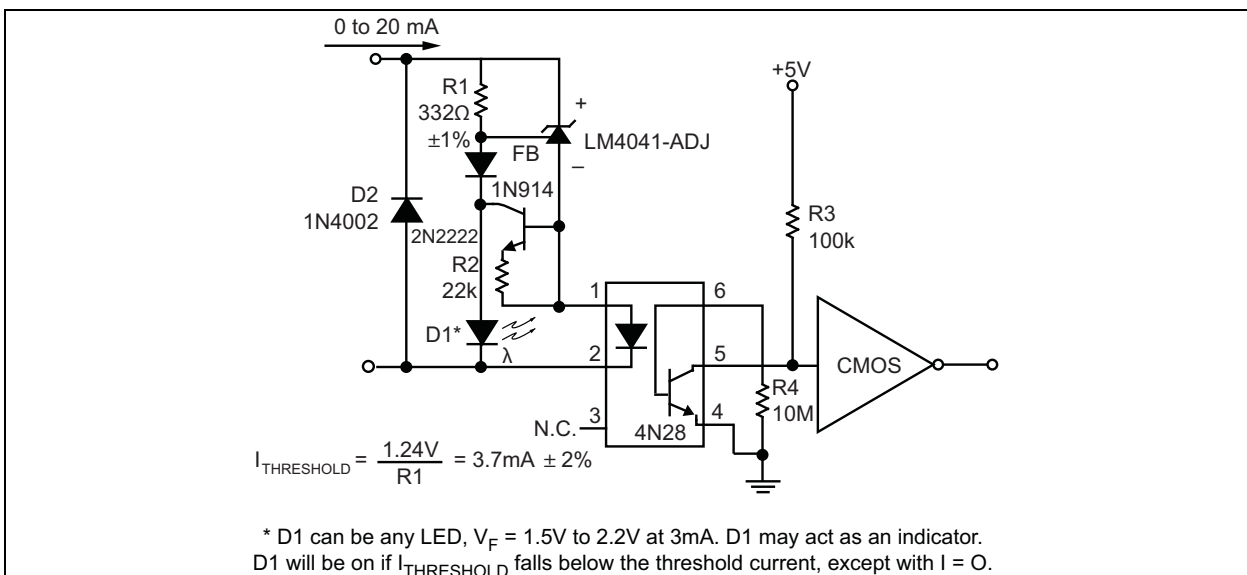 0 to 20 mA
R1
332Ω
±1%
+
LM4041-ADJ
FB
–
1N914
D2
1N4002
2N2222
R2
22k
D1*
λ
+5V
R3
100k
1
6
2
5
CMOS
R4
10M
3
4
N.C.
4N28
I_THRESHOLD = 1.24V / R1 = 3.7mA ± 2%
* D1 can be any LED, V_F = 1.5V to 2.2V at 3mA. D1 may act as an indicator.
D1 will be on if I_THRESHOLD falls below the threshold current, except with I = O.